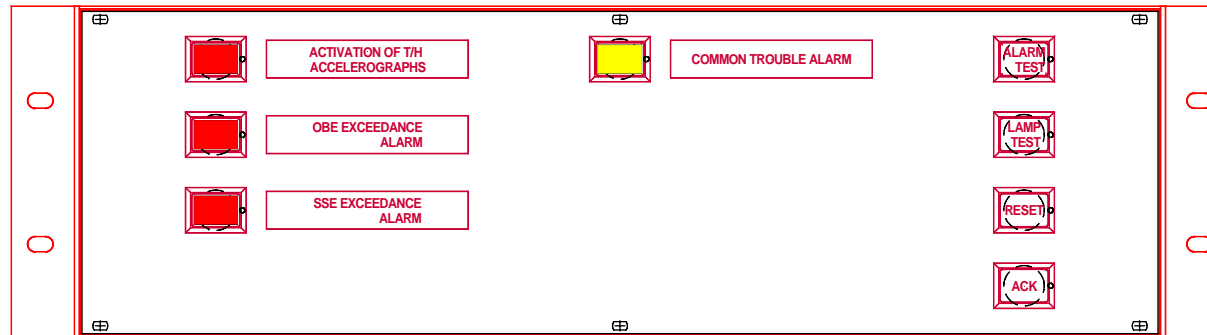 ACTIVATION OF T/H
ACCELEROGRAPHS
COMMON TROUBLE ALARM
ALARM
TEST
OBE EXCEEDANCE
ALARM
LAMP
TEST
SSE EXCEEDANCE
ALARM
RESET
ACK